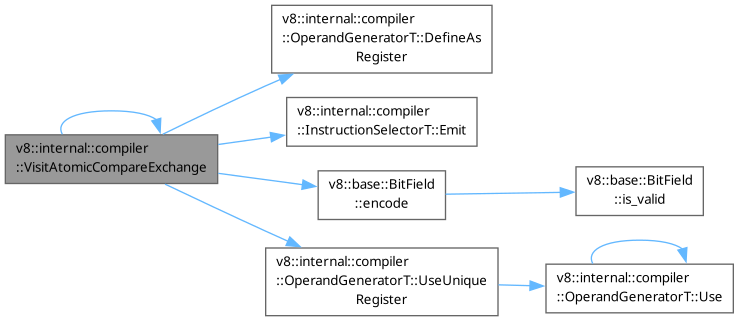 v8::internal::compiler
::VisitAtomicCompareExchange
v8::internal::compiler
::OperandGeneratorT::DefineAs
Register
v8::internal::compiler
::InstructionSelectorT::Emit
v8::base::BitField
::encode
v8::base::BitField
::is_valid
v8::internal::compiler
::OperandGeneratorT::UseUnique
Register
v8::internal::compiler
::OperandGeneratorT::Use